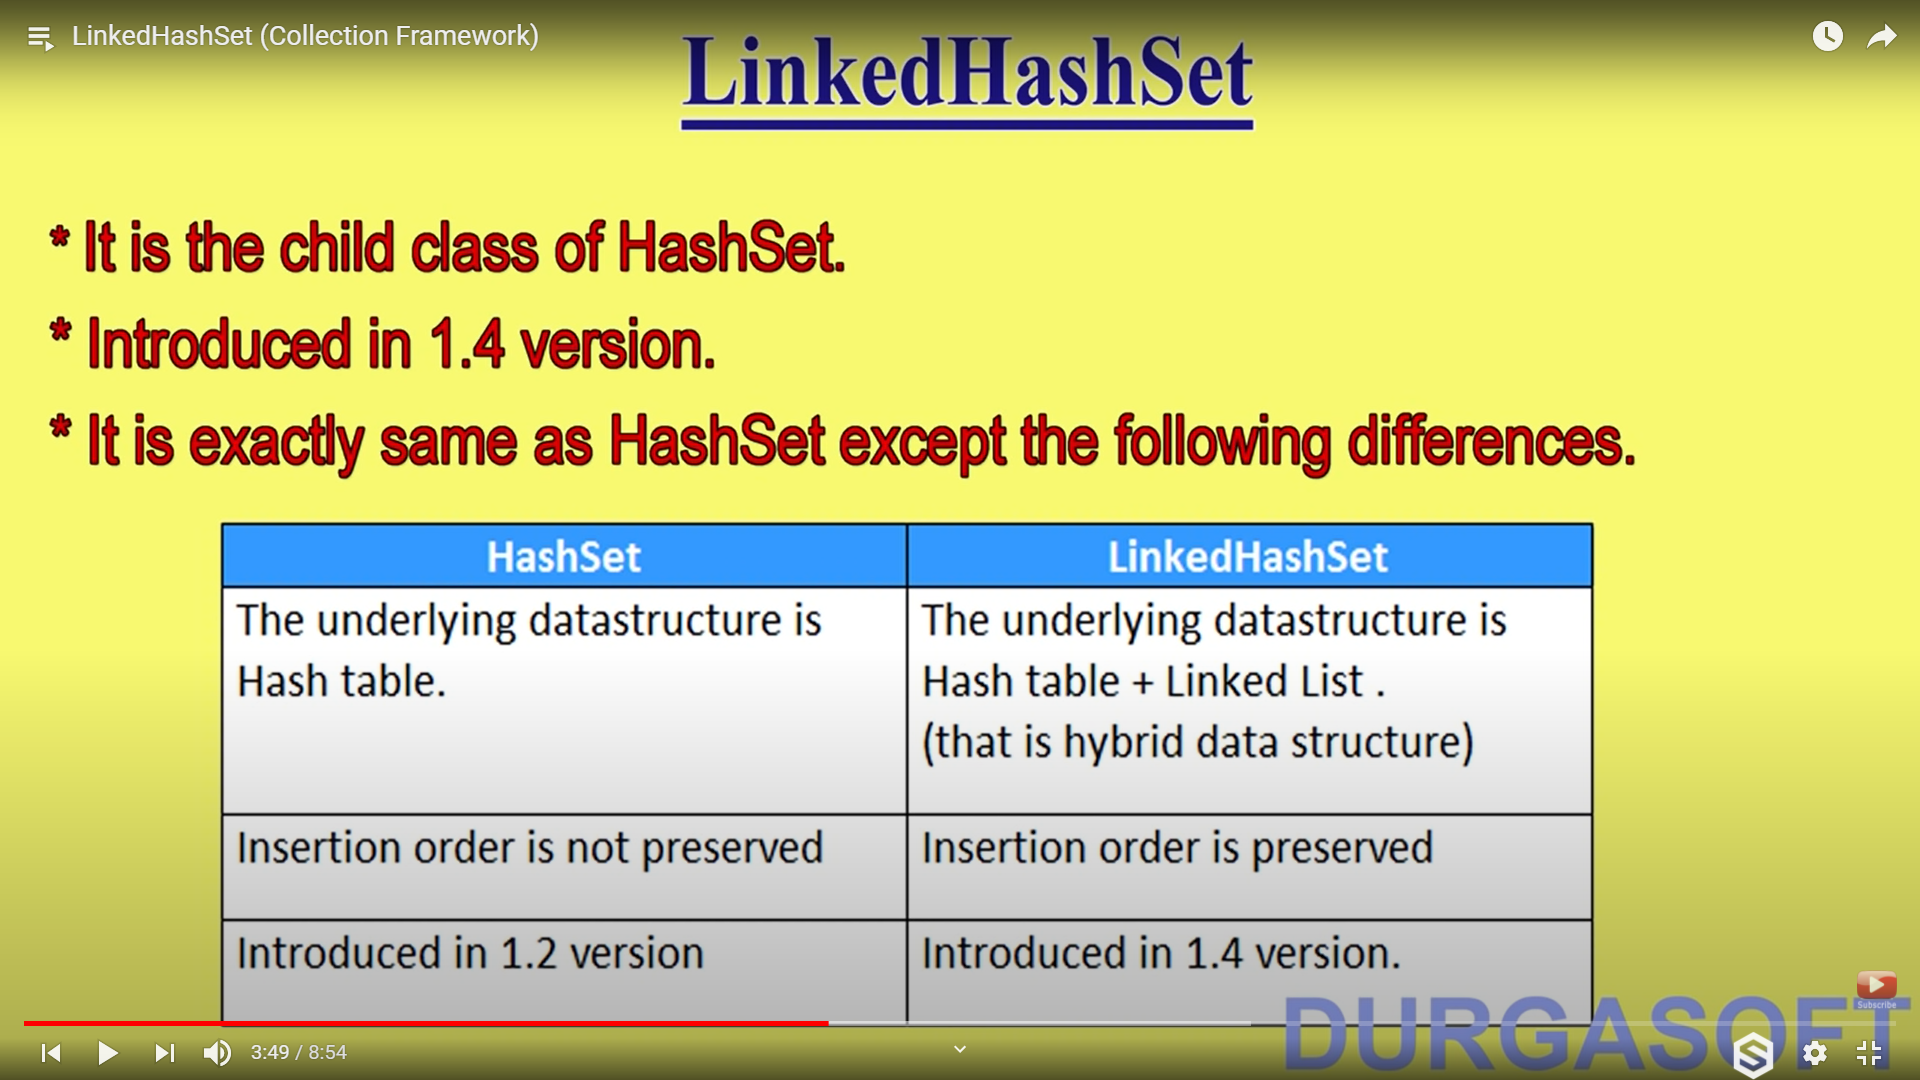 LinkedHashSet (Collection Framework)
LinkedHashSet
* It is the child class of HashSet.
* Introduced in 1.4 version.
* It is exactly same as HashSet except the following differences.
HashSet
LinkedHashSet
The underlying datastructure is
Hash table.
The underlying datastructure is
Hash table + Linked List .
(that is hybrid data structure)
Insertion order is not preserved
Insertion order is preserved
Introduced in 1.2 version
Introduced in 1.4 version.
Subscribe
DURGASOFT
3:49 / 8:54